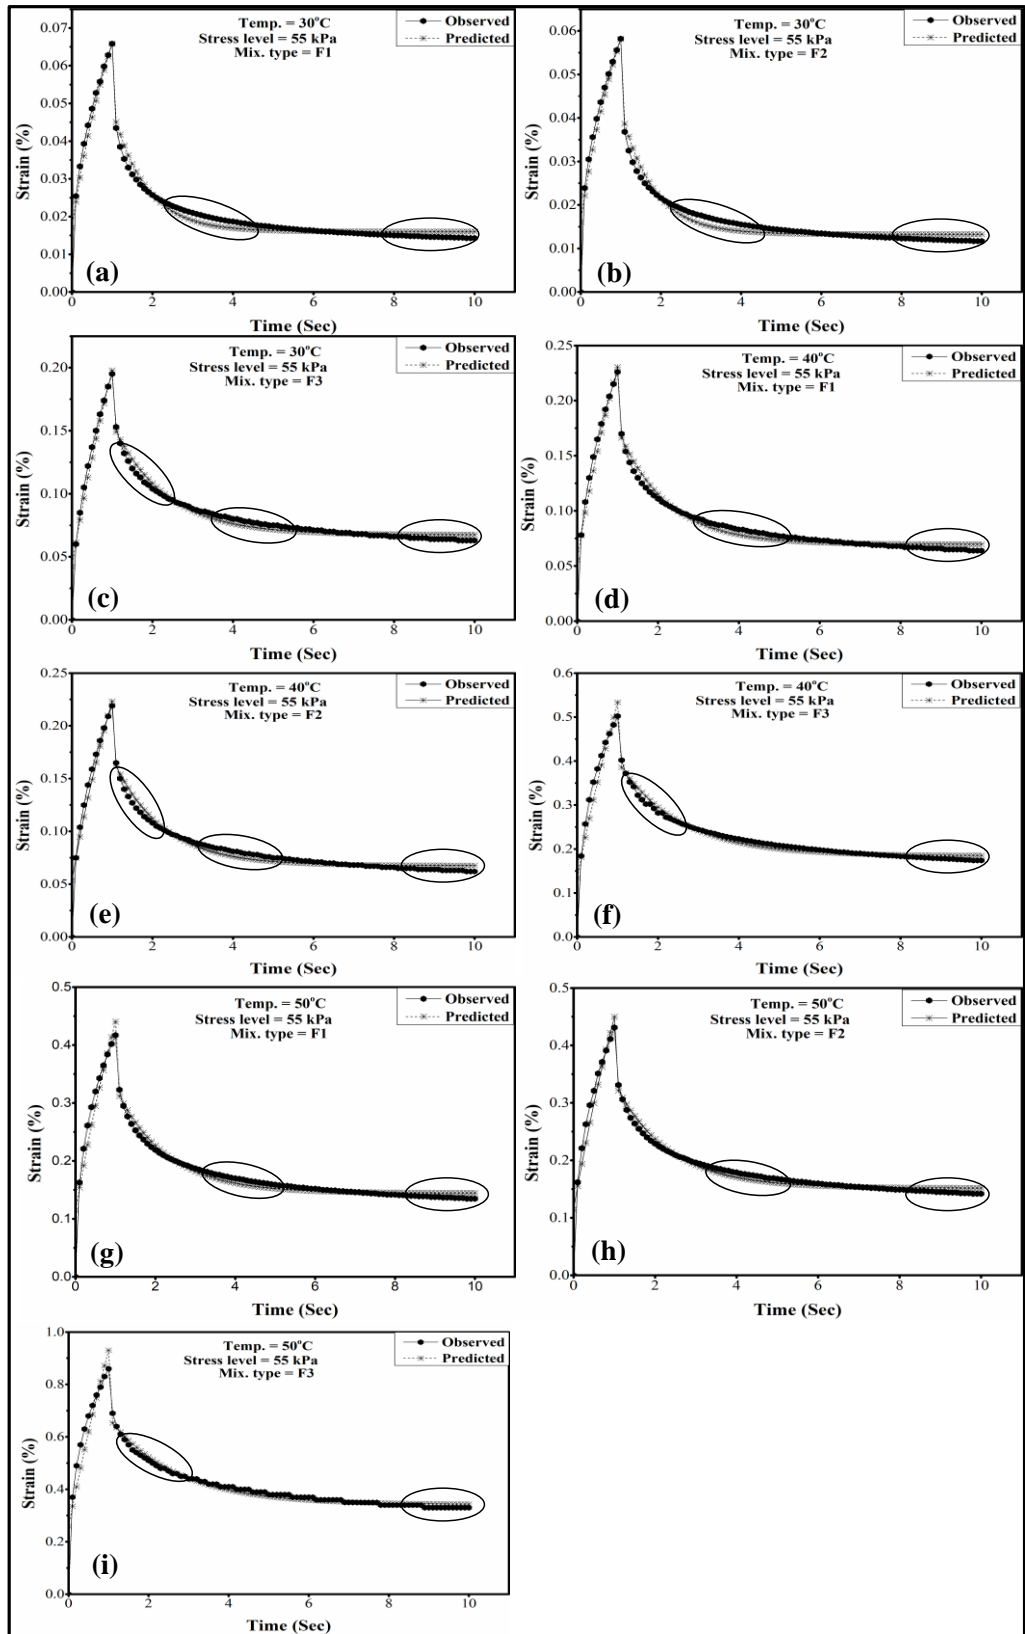 Temp. = 30°C
Stress level = 55 kPa
Mix. type = F1
Observed
Predicted
Strain (%)
0.07
0.06
0.05
0.04
0.03
0.02
0.01
0.00
(a)
0 2 4 6 8 10
Time (Sec)
Temp. = 30°C
Stress level = 55 kPa
Mix. type = F2
Observed
Predicted
Strain (%)
0.06
0.05
0.04
0.03
0.02
0.01
0.00
(b)
0 2 4 6 8 10
Time (Sec)
Temp. = 30°C
Stress level = 55 kPa
Mix. type = F3
Observed
Predicted
Strain (%)
0.20
0.15
0.10
0.05
0.00
(c)
0 2 4 6 8 10
Time (Sec)
Temp. = 40°C
Stress level = 55 kPa
Mix. type = F1
Observed
Predicted
Strain (%)
0.25
0.20
0.15
0.10
0.05
0.00
(d)
0 2 4 6 8 10
Time (Sec)
Temp. = 40°C
Stress level = 55 kPa
Mix. type = F2
Observed
Predicted
Strain (%)
0.25
0.20
0.15
0.10
0.05
0.00
(e)
0 2 4 6 8 10
Time (Sec)
Temp. = 40°C
Stress level = 55 kPa
Mix. type = F3
Observed
Predicted
Strain (%)
0.6
0.5
0.4
0.3
0.2
0.1
0.0
(f)
0 2 4 6 8 10
Time (Sec)
Temp. = 50°C
Stress level = 55 kPa
Mix. type = F1
Observed
Predicted
Strain (%)
0.5
0.4
0.3
0.2
0.1
0.0
(g)
0 2 4 6 8 10
Time (Sec)
Temp. = 50°C
Stress level = 55 kPa
Mix. type = F2
Observed
Predicted
Strain (%)
0.5
0.4
0.3
0.2
0.1
0.0
(h)
0 2 4 6 8 10
Time (Sec)
Temp. = 50°C
Stress level = 55 kPa
Mix. type = F3
Observed
Predicted
Strain (%)
1.0
0.8
0.6
0.4
0.2
0.0
(i)
0 2 4 6 8 10
Time (Sec)